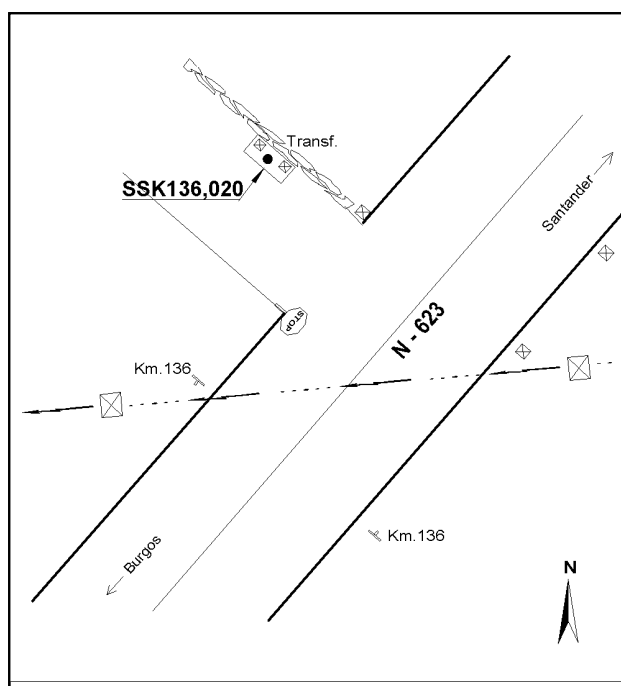 Transf.
SSK136,020
Santander
STOP
N - 623
Km.136
Km.136
Burgos
N